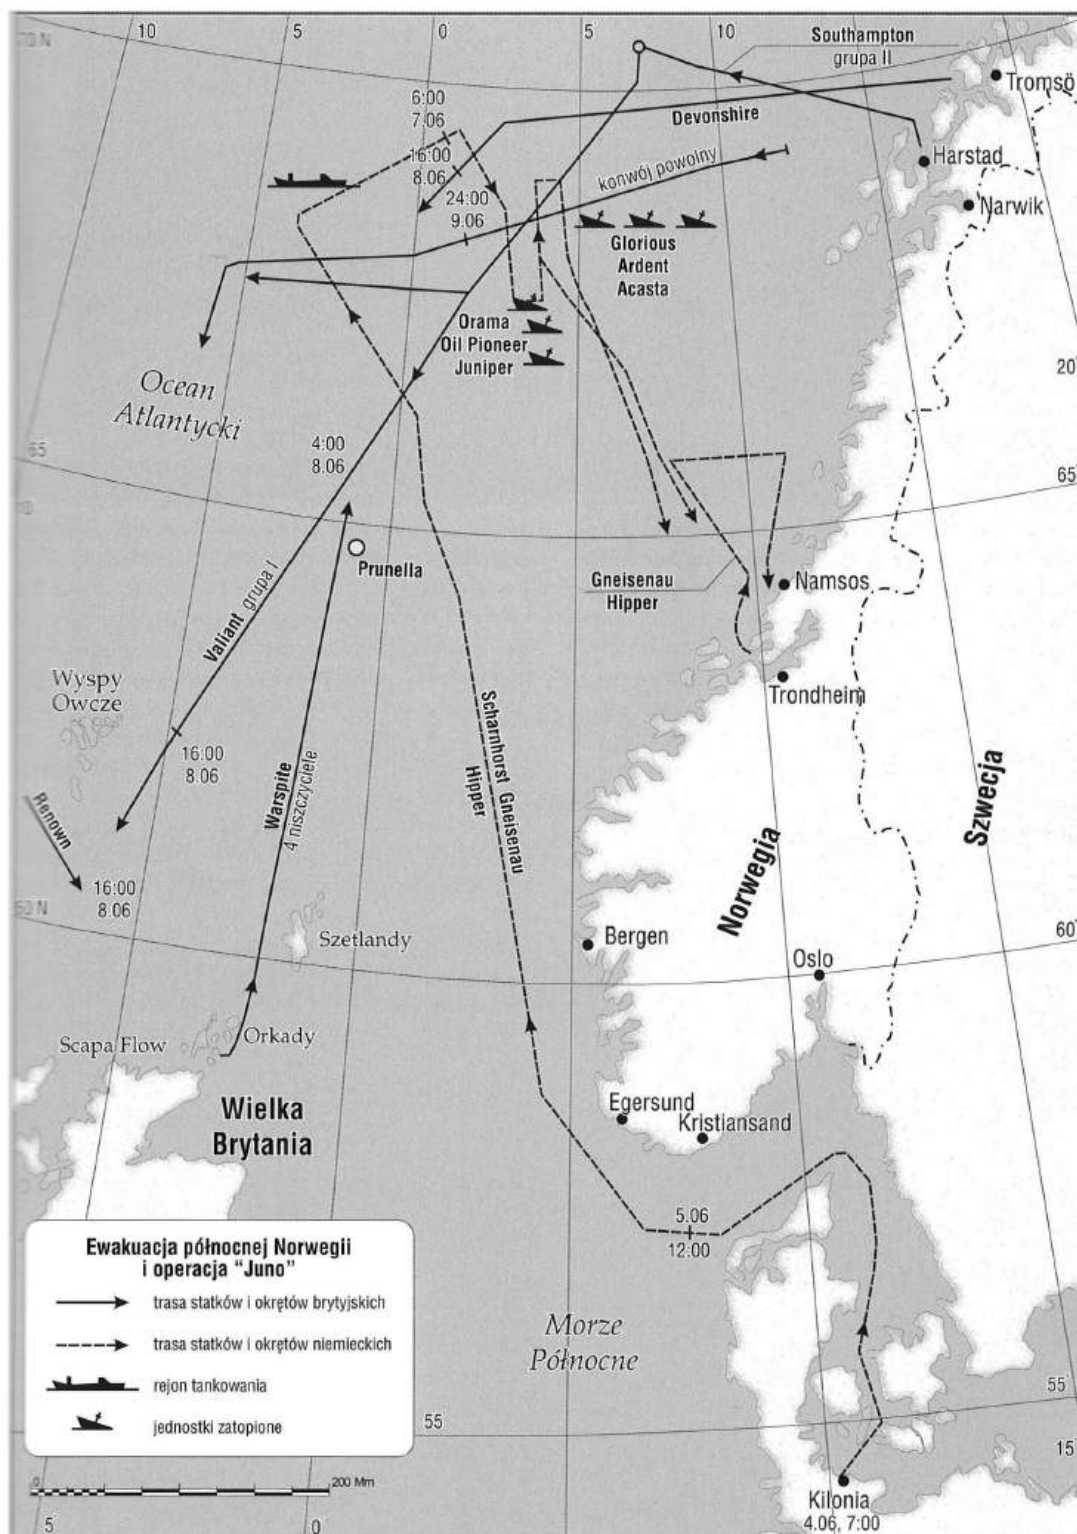 10
5
0
5
10
Southampton
grupa II
70 N
Tromsö
6:00
7.06
Devonshire
16:00
8.06
konwój powolny
Harstad
24:00
9.06
Narwik
Glorious
Ardent
Acasta
Orama
Oil Pioneer
Juniper
20°
Ocean
Atlantycki
65
4:00
8.06
65°
Prunella
Gneisenau
Hipper
Namsos
Valiant grupa I
Wyspy
Owcze
Trondheim
16:00
8.06
Scharnhorst Gneisenau
Hipper
Warspite
4 niszczyciele
Renown
Norwegia
Szwecja
16:00
8.06
60 N
Szetlandy
Bergen
60°
Oslo
Scapa Flow
Orkady
Wielka
Brytania
Egersund
Kristiansand
5.06
12:00
Ewakuacja północnej Norwegii
i operacja "Juno"
trasa statków i okrętów brytyjskich
trasa statków i okrętów niemieckich
rejon tankowania
jednostki zatopione
Morze
Północne
55°
55°
15°
0
200 Mm
Kilonia
4.06, 7:00
5°
0°